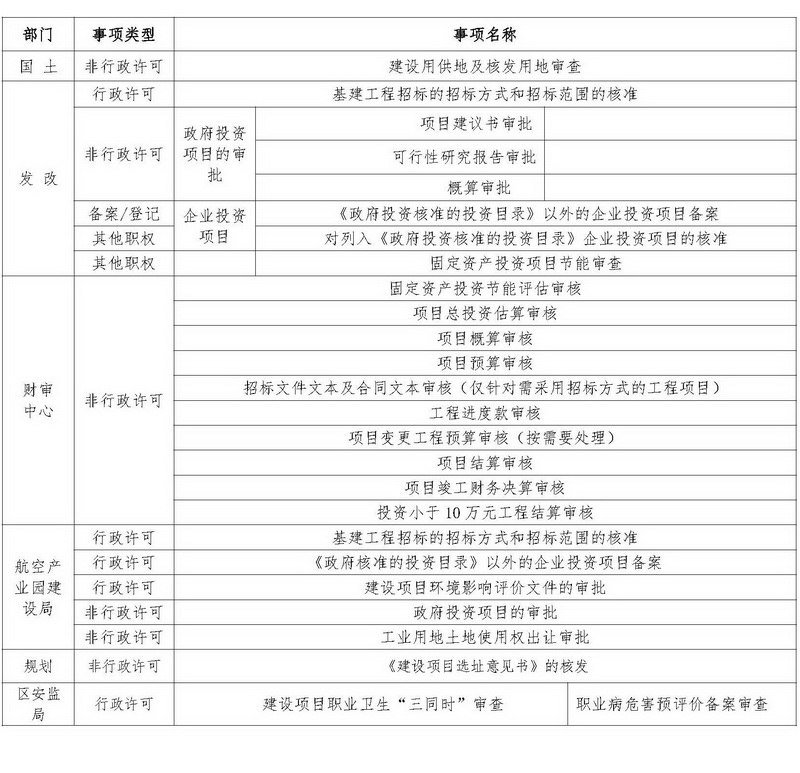 部门 事项类型 事项名称
国 土 非行政许可 建设用供地及核发用地审查
发 改 行政许可 基建工程招标的招标方式和招标范围的核准
非行政许可 政府投资项目的审批 项目建议书审批
可行性研究报告审批
概算审批
备案/登记 企业投资项目 《政府投资核准的投资目录》以外的企业投资项目备案
其他职权 对列入《政府投资核准的投资目录》企业投资项目的核准
其他职权 固定资产投资项目节能审查
财审中心 非行政许可 固定资产投资节能评估审核
项目总投资估算审核
项目概算审核
项目预算审核
招标文件文本及合同文本审核（仅针对需采用招标方式的工程项目）
工程进度款审核
项目变更工程预算审核（按需要处理）
项目结算审核
项目竣工财务决算审核
投资小于 10 万元工程结算审核
航空产业园建设局 行政许可 基建工程招标的招标方式和招标范围的核准
行政许可 《政府核准的投资目录》以外的企业投资项目备案
行政许可 建设项目环境影响评价文件的审批
非行政许可 政府投资项目的审批
非行政许可 工业用地土地使用权出让审批
规划 非行政许可 《建设项目选址意见书》的核发
区安监局 行政许可 建设项目职业卫生“三同时”审查 职业病危害预评价备案审查